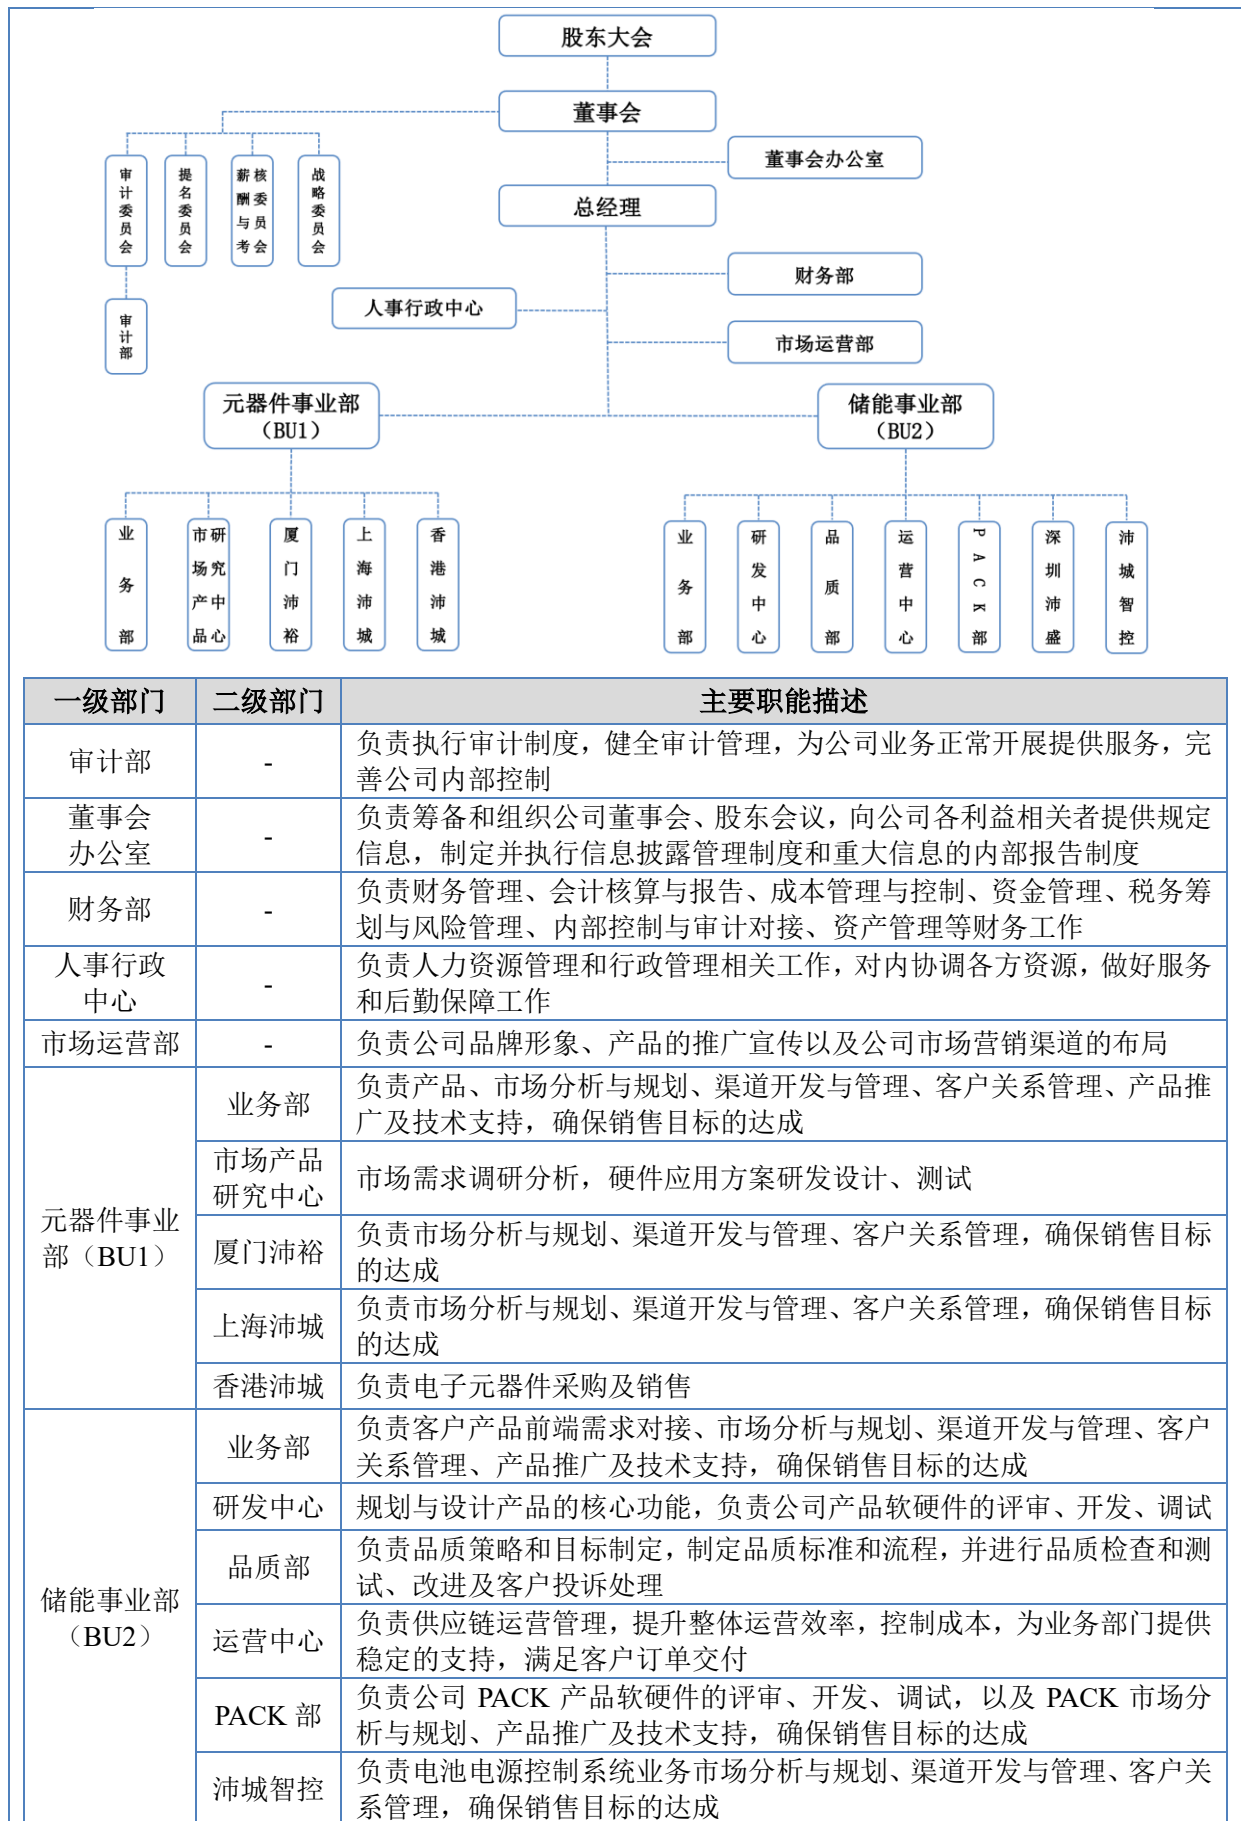 股东大会
董事会
董事会办公室
审计委员会
提名委员会
薪酬与考核委员会
战略委员会
总经理
财务部
人事行政中心
审计部
市场运营部
元器件事业部
（BU1）
储能事业部
（BU2）
业务部
市场产品研究中心
厦门沛裕
上海沛城
香港沛城
业务部
研发中心
品质部
运营中心
PACK部
深圳沛盛
沛城智控
一级部门 二级部门 主要职能描述
审计部 - 负责执行审计制度，健全审计管理，为公司业务正常开展提供服务，完
善公司内部控制
董事会
办公室 - 负责筹备和组织公司董事会、股东会议，向公司各利益相关者提供规定
信息，制定并执行信息披露管理制度和重大信息的内部报告制度
财务部 - 负责财务管理、会计核算与报告、成本管理与控制、资金管理、税务筹
划与风险管理、内部控制与审计对接、资产管理等财务工作
人事行政
中心 - 负责人力资源管理和行政管理相关工作，对内协调各方资源，做好服务
和后勤保障工作
市场运营部 - 负责公司品牌形象、产品的推广宣传以及公司市场营销渠道的布局
元器件事业
部（BU1）
业务部 负责产品、市场分析与规划、渠道开发与管理、客户关系管理、产品推
广及技术支持，确保销售目标的达成
市场产品
研究中心 市场需求调研分析，硬件应用方案研发设计、测试
厦门沛裕 负责市场分析与规划、渠道开发与管理、客户关系管理，确保销售目标
的达成
上海沛城 负责市场分析与规划、渠道开发与管理、客户关系管理，确保销售目标
的达成
香港沛城 负责电子元器件采购及销售
储能事业部
（BU2）
业务部 负责客户产品前端需求对接、市场分析与规划、渠道开发与管理、客户
关系管理、产品推广及技术支持，确保销售目标的达成
研发中心 规划与设计产品的核心功能，负责公司产品软硬件的评审、开发、调试
品质部 负责品质策略和目标制定，制定品质标准和流程，并进行品质检查和测
试、改进及客户投诉处理
运营中心 负责供应链运营管理，提升整体运营效率，控制成本，为业务部门提供
稳定的支持，满足客户订单交付
PACK 部 负责公司 PACK 产品软硬件的评审、开发、调试，以及 PACK 市场分
析与规划、产品推广及技术支持，确保销售目标的达成
沛城智控 负责电池电源控制系统业务市场分析与规划、渠道开发与管理、客户关
系管理，确保销售目标的达成